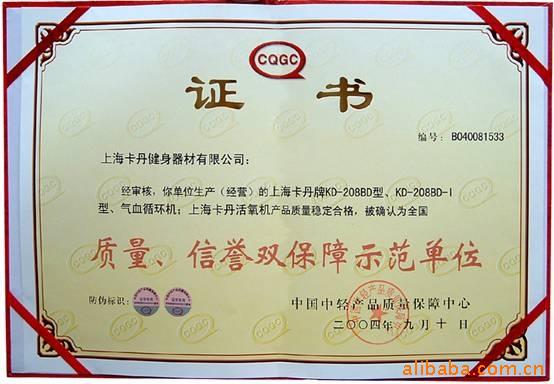 CQGC
证 书
编号: B040081533
上海卡丹健身器材有限公司:
经审核，你单位生产（经营）的上海卡丹牌KD-208BD型、KD-208BD-I
型、气血循环机；上海卡丹活氧机产品质量稳定合格，被确认为全国
质量、信誉双保障示范单位
防伪标识:
中国中轻产品质量保障中心
二〇〇四年九月十日
alibaba.com.cn